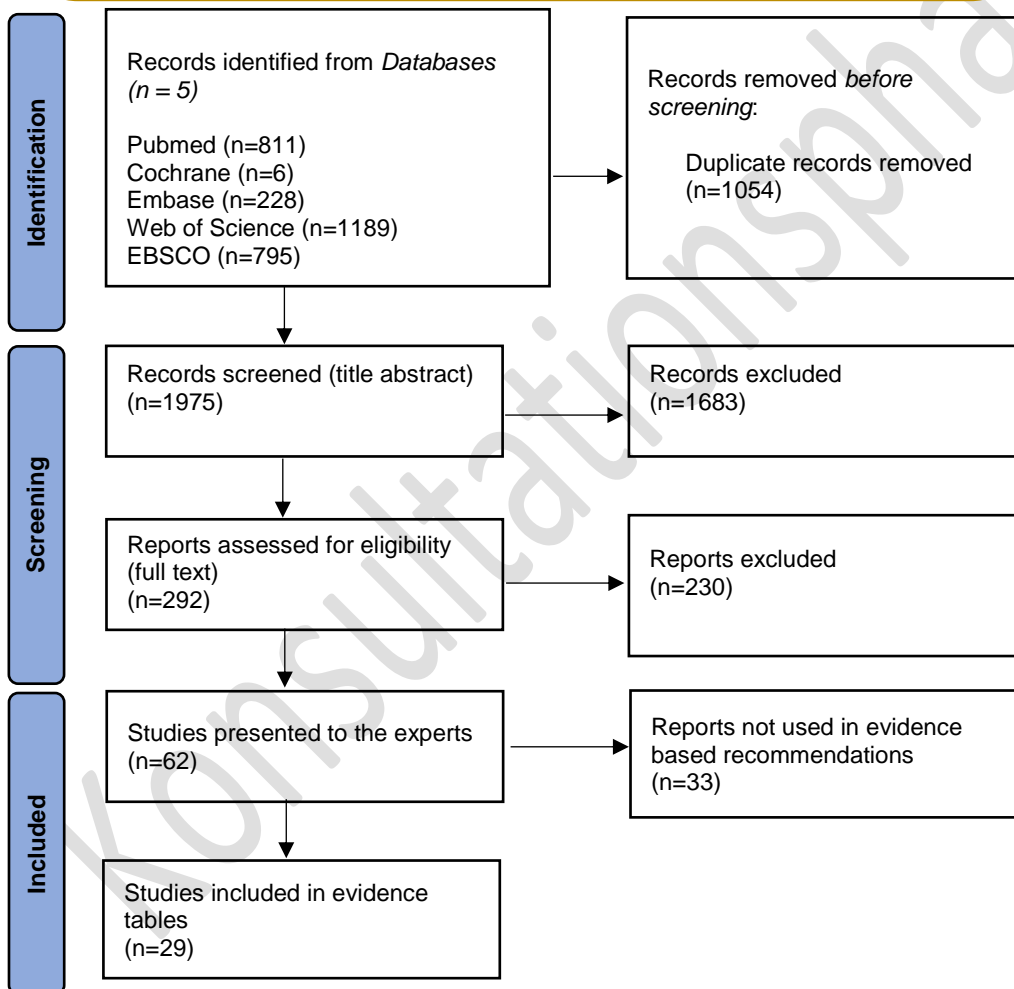 Identification
Records identified from Databases
(n = 5)
Pubmed (n=811)
Cochrane (n=6)
Embase (n=228)
Web of Science (n=1189)
EBSCO (n=795)
Records removed before
screening:
Duplicate records removed
(n=1054)
Screening
Records screened (title abstract)
(n=1975)
Records excluded
(n=1683)
Reports assessed for eligibility
(full text)
(n=292)
Reports excluded
(n=230)
Included
Studies presented to the experts
(n=62)
Reports not used in evidence
based recommendations
(n=33)
Studies included in evidence
tables
(n=29)
Konsultationspha